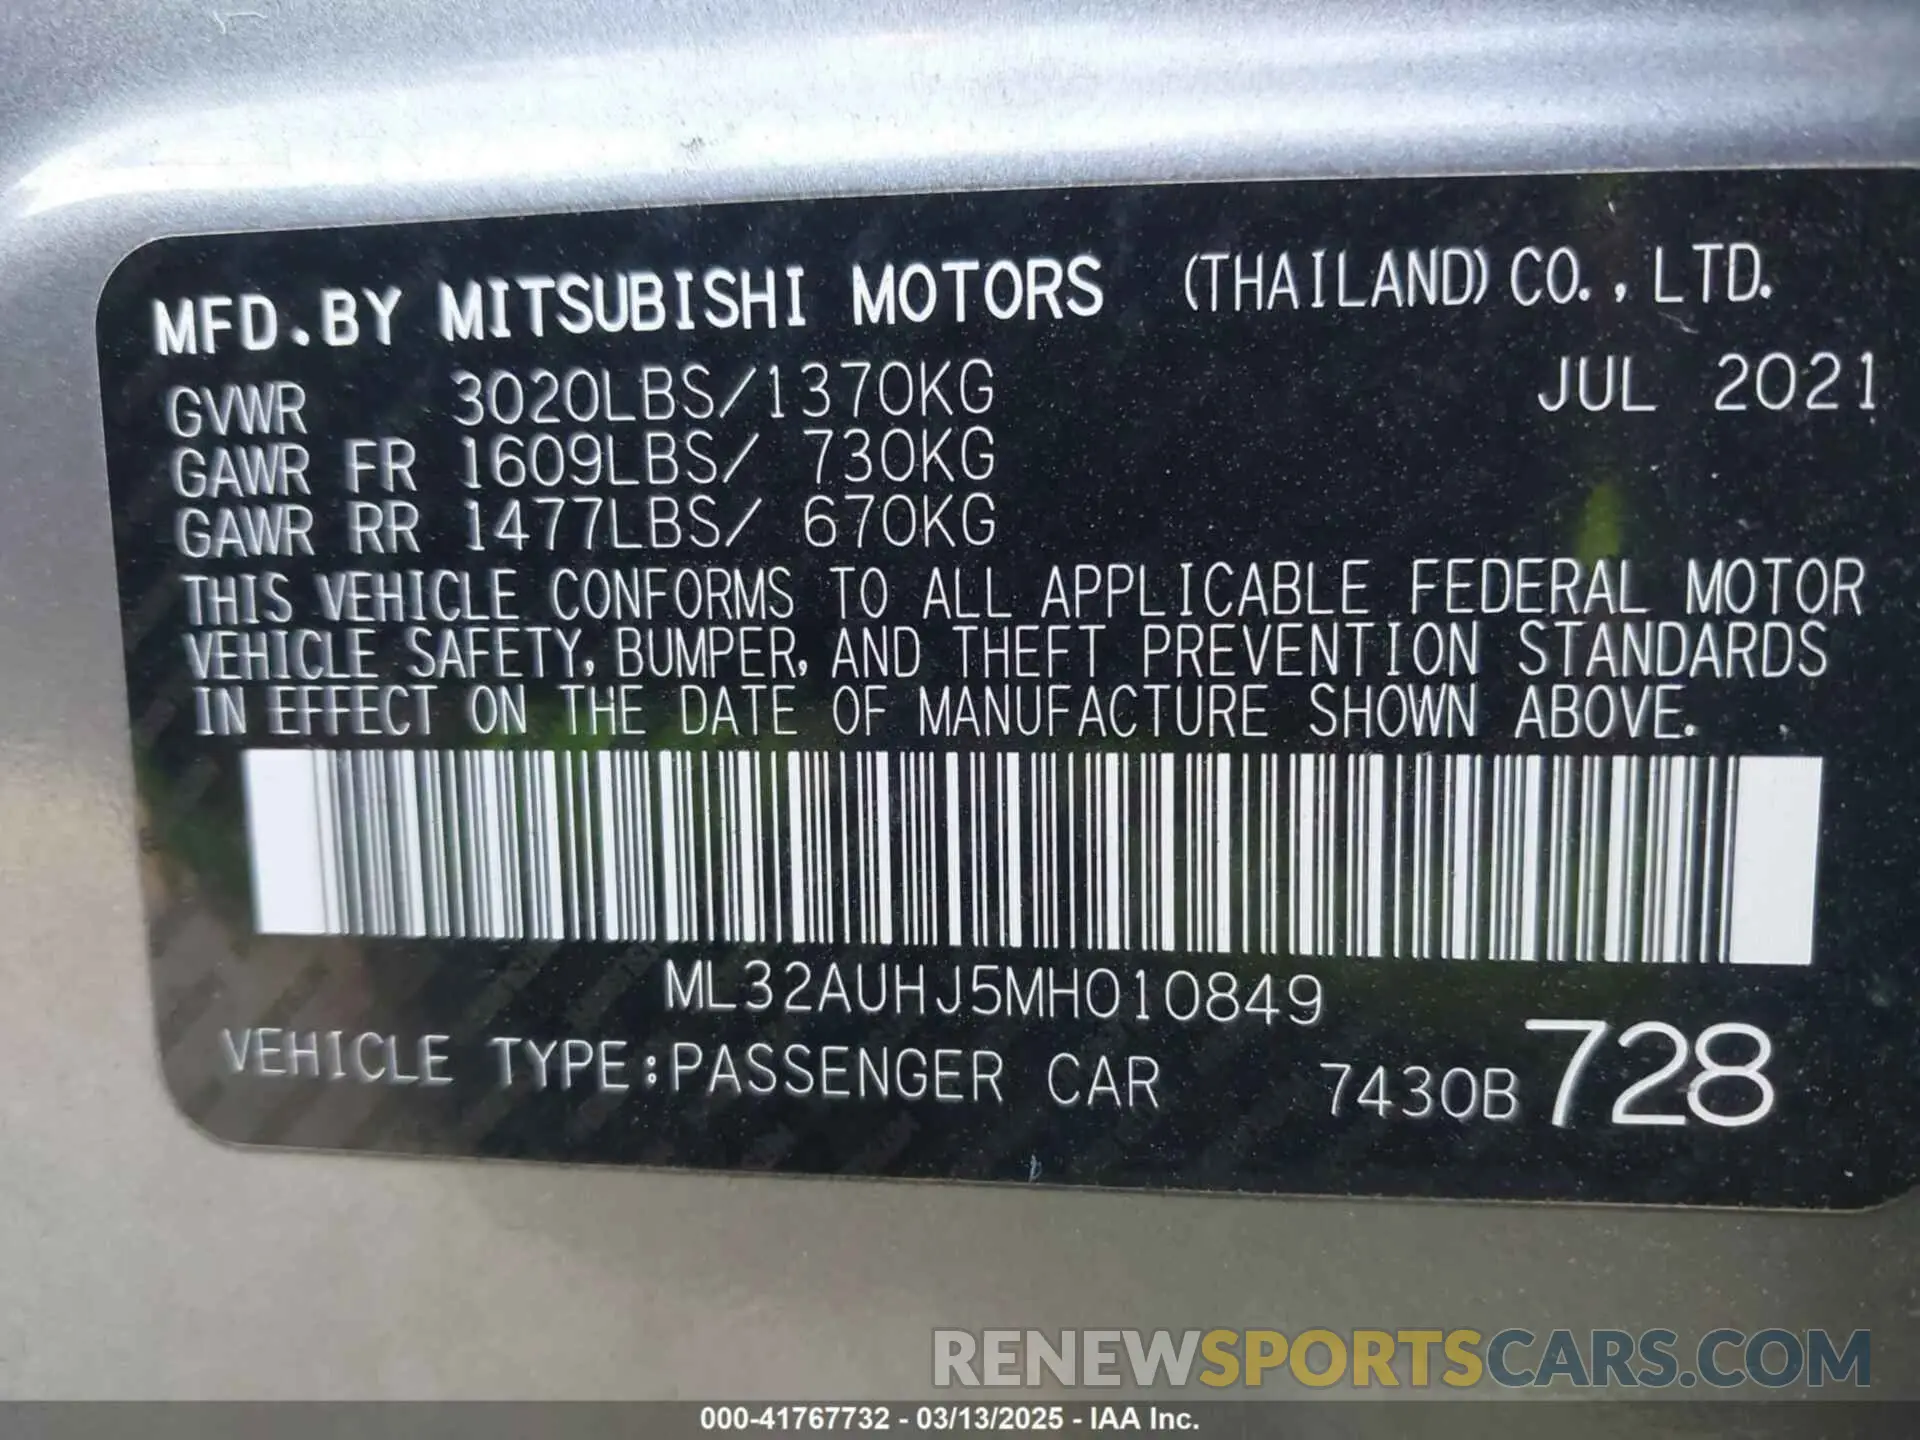 MFD.BY MITSUBISHI MOTORS (THAILAND) CO., LTD.
GVWR 3020LBS/1370KG JUL 2021
GAWR FR 1609LBS/ 730KG
GAWR RR 1477LBS/ 670KG
THIS VEHICLE CONFORMS TO ALL APPLICABLE FEDERAL MOTOR
VEHICLE SAFETY, BUMPER, AND THEFT PREVENTION STANDARDS
IN EFFECT ON THE DATE OF MANUFACTURE SHOWN ABOVE.
ML32AUHJ5MH010849
VEHICLE TYPE:PASSENGER CAR 7430B 728
RENEWSPORTSCARS.COM
000-41767732 - 03/13/2025 - IAA Inc.